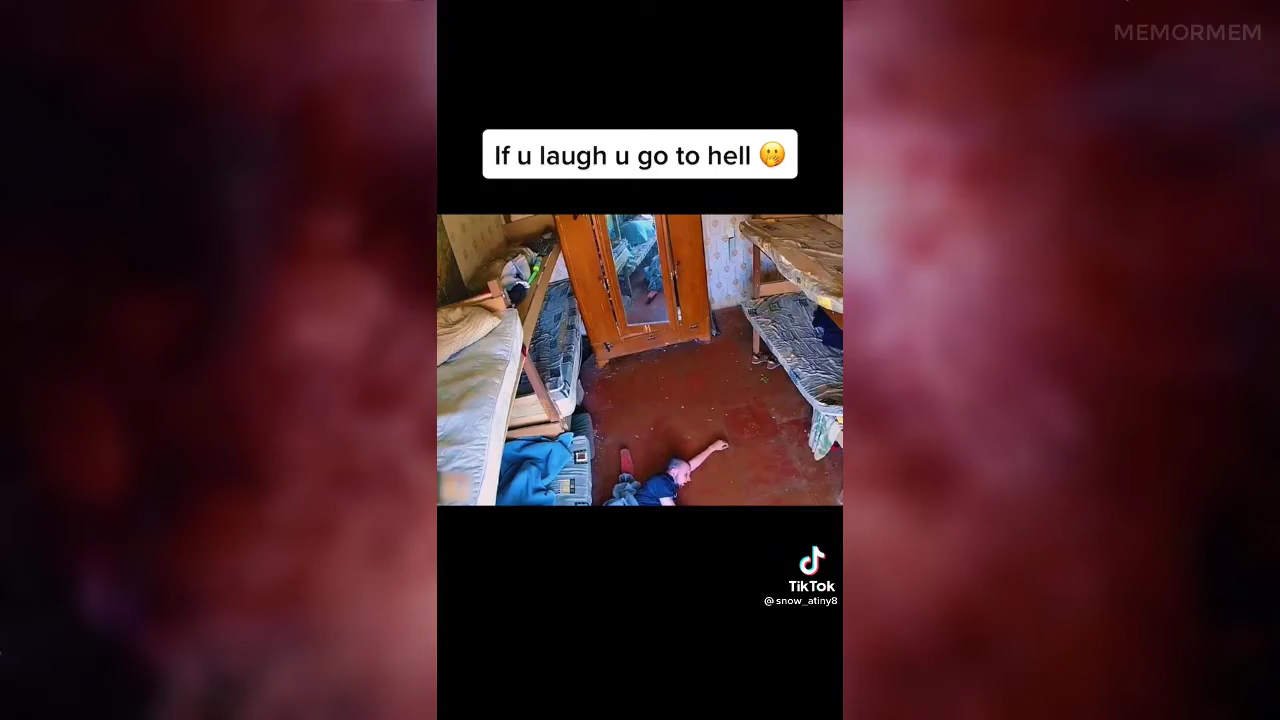 MEMORMEM
If u laugh u go to hell 🤭
TikTok
@snow_atiny8